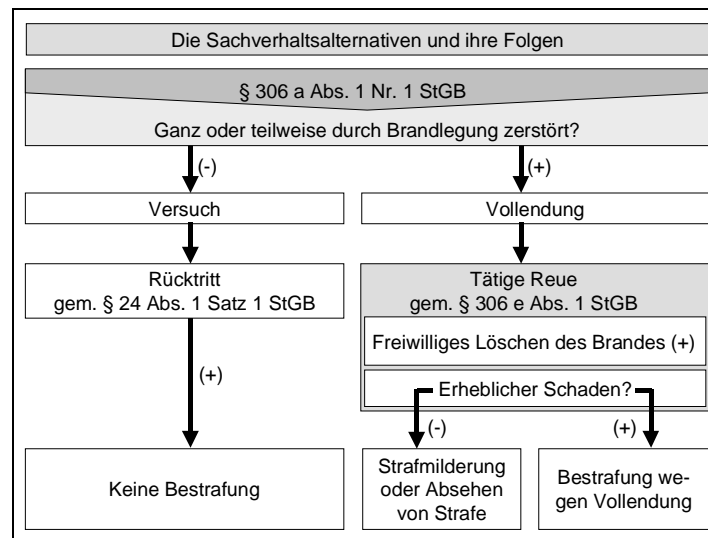 Die Sachverhaltsalternativen und ihre Folgen
§ 306 a Abs. 1 Nr. 1 StGB
Ganz oder teilweise durch Brandlegung zerstört?
(-)
(+)
Versuch
Vollendung
Rücktritt
gem. § 24 Abs. 1 Satz 1 StGB
Tätige Reue
gem. § 306 e Abs. 1 StGB
Freiwilliges Löschen des Brandes (+)
(+)
Erheblicher Schaden?
(-)
(+)
Keine Bestrafung
Strafmilderung
oder Absehen
von Strafe
Bestrafung we-
gen Vollendung